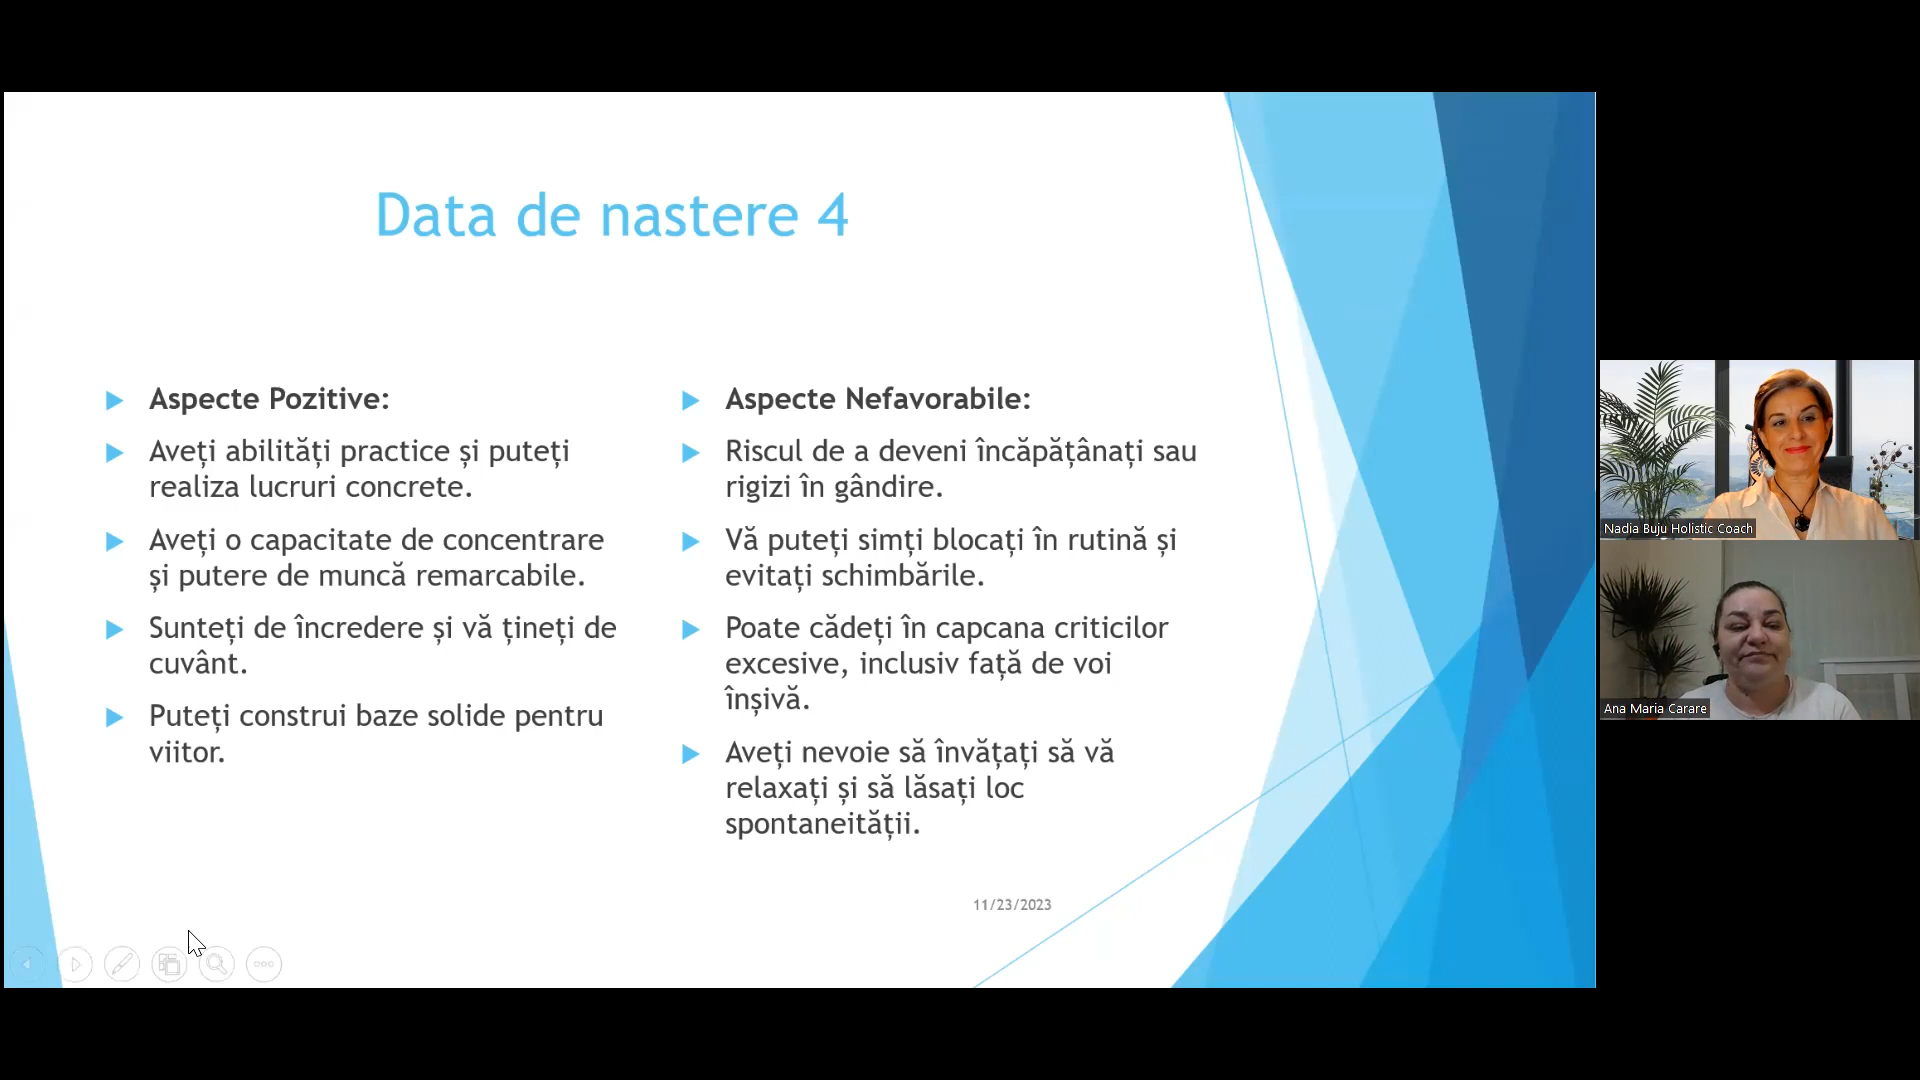 Data de nastere 4
Aspecte Pozitive:
Aveți abilități practice și puteți
realiza lucruri concrete.
Aveți o capacitate de concentrare
și putere de muncă remarcabile.
Sunteți de încredere și vă țineți de
cuvânt.
Puteți construi baze solide pentru
viitor.
Aspecte Nefavorabile:
Riscul de a deveni încăpățânați sau
rigizi în gândire.
Vă puteți simți blocați în rutină și
evitați schimbările.
Poate cădeți în capcana criticilor
excesive, inclusiv față de voi
înșivă.
Aveți nevoie să învățați să vă
relaxați și să lăsați loc
spontaneității.
11/23/2023
Nadia Buju Holistic Coach
Ana Maria Carare